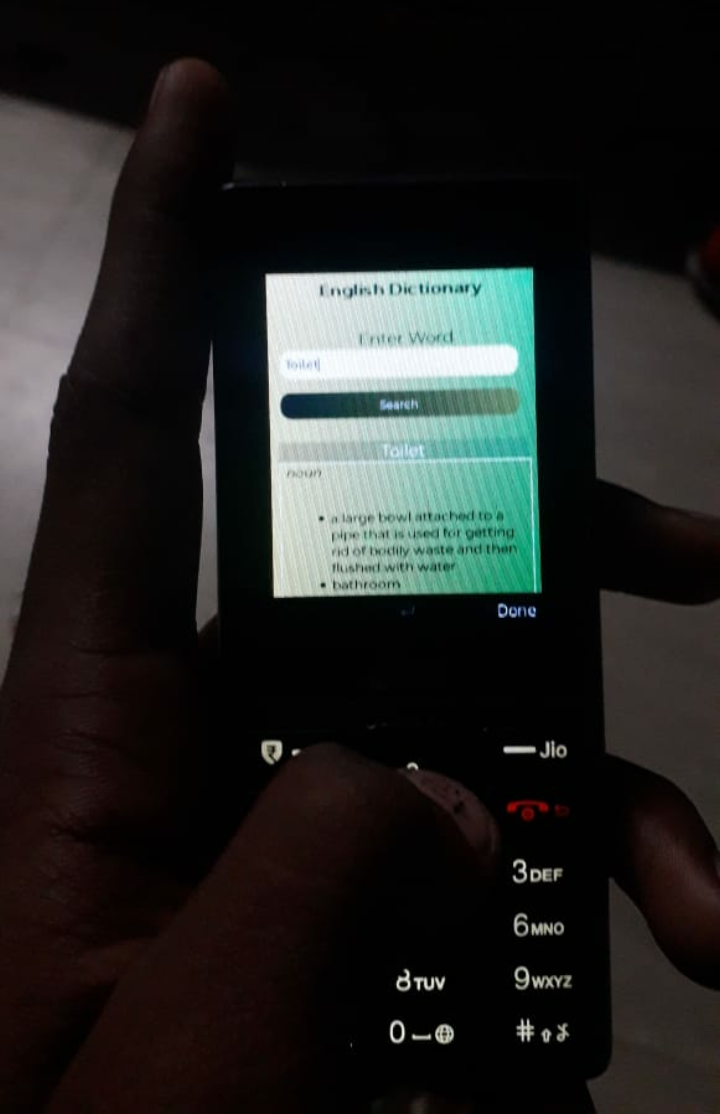 English Dictionary
Enter Word
Toilet
Search
Toilet
noun
• a large bowl attached to a
pipe that is used for getting
rid of bodily waste and then
flushed with water
• bathroom
Done
Jio
3DEF
6MNO
8TUV
9WXYZ
0
#